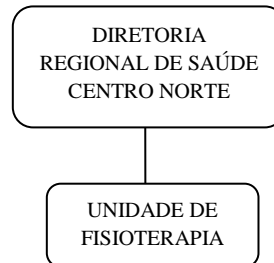 DIRETORIA
REGIONAL DE SAÚDE
CENTRO NORTE
UNIDADE DE
FISIOTERAPIA